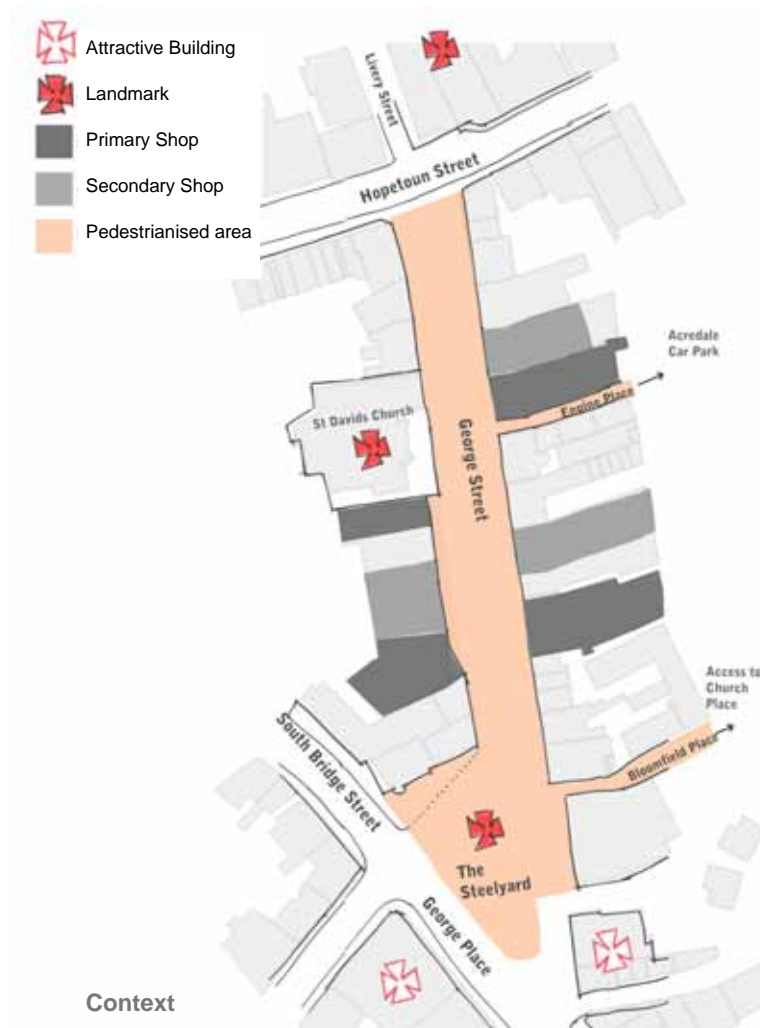 Attractive Building
Landmark
Primary Shop
Secondary Shop
Pedestrianised area
Livery Street
Hopetoun Street
Acredale
Car Park
Engine Place
St Davids Church
George Street
Access to
Church
Place
South Bridge Street
Bloomfield Place
The
Steelyard
George Place
Context